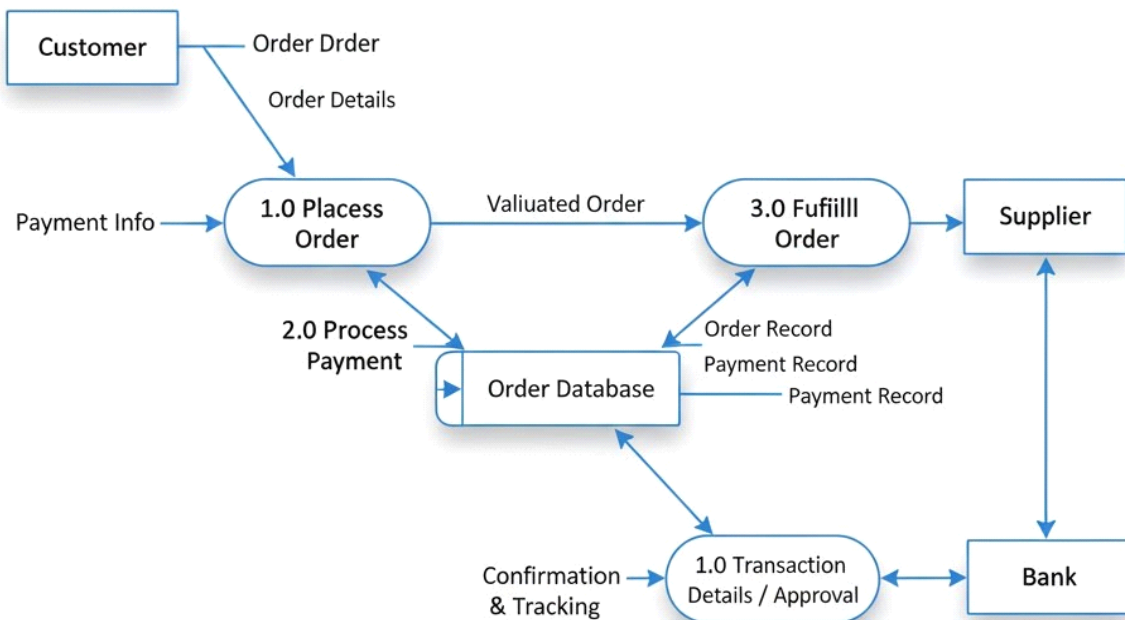 Customer
Order Drder
Order Details
Payment Info
1.0 Placess
Order
Valiuated Order
3.0 Fufiilll
Order
Supplier
2.0 Process
Payment
Order Record
Payment Record
Order Database
Payment Record
Confirmation
& Tracking
1.0 Transaction
Details / Approval
Bank